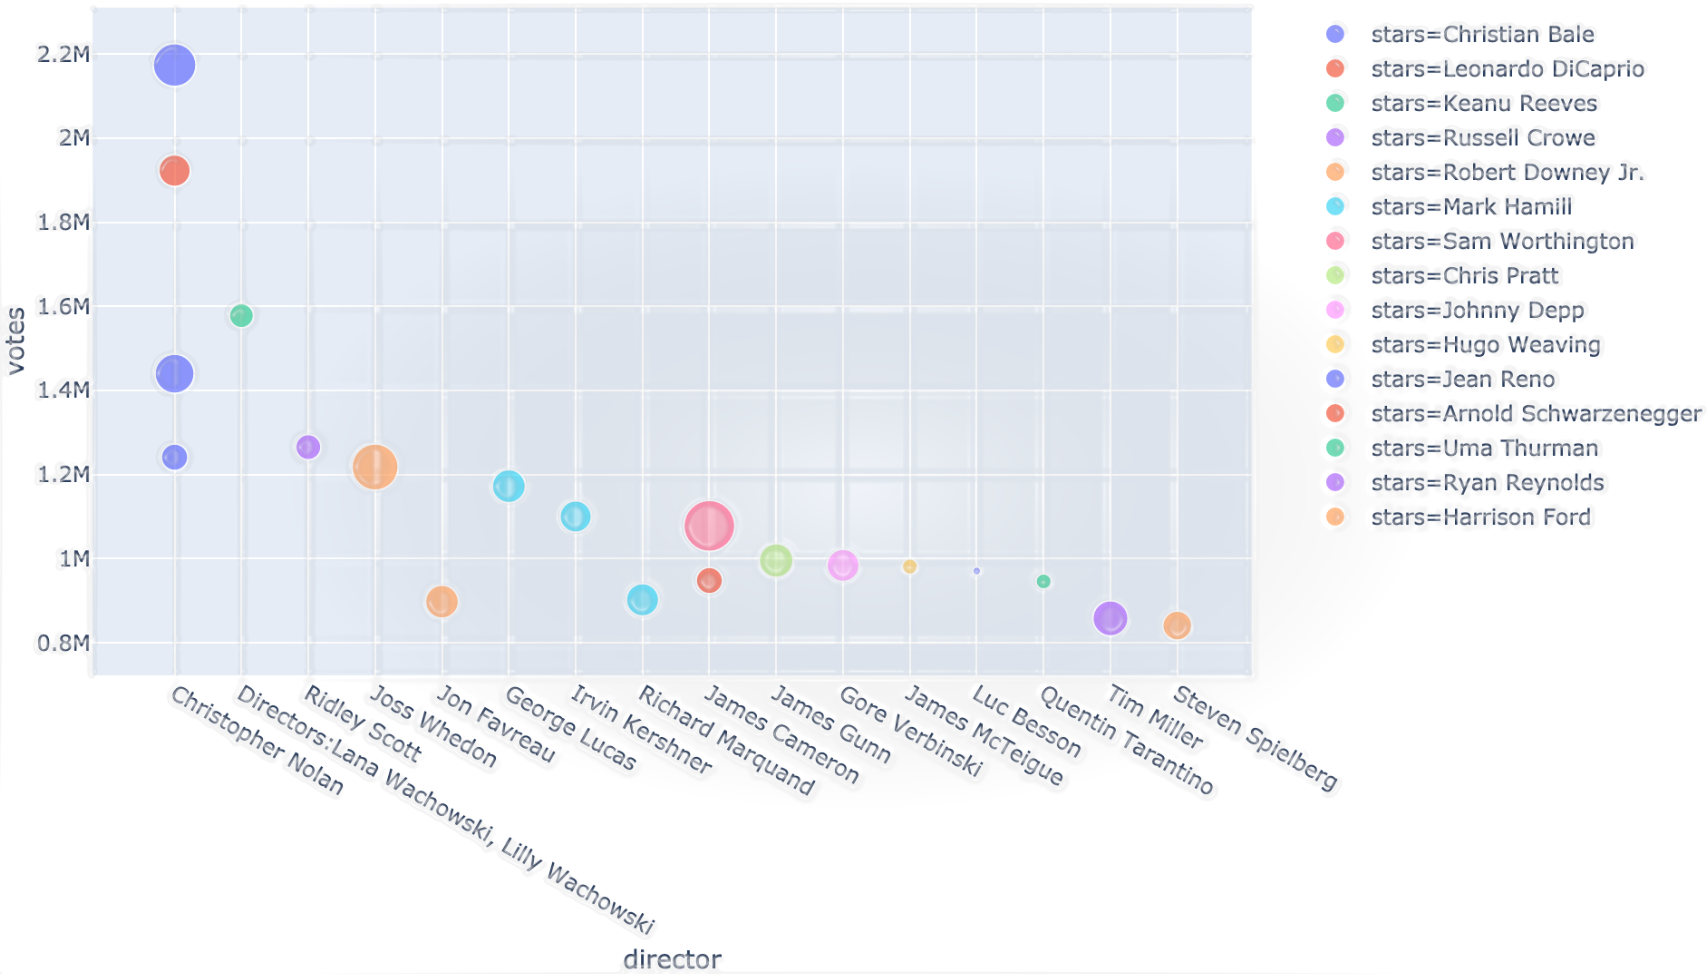 2.2M
2M
1.8M
1.6M
1.4M
1.2M
1M
0.8M
votes
Christopher Nolan
Directors:Lana Wachowski, Lilly Wachowski
Ridley Scott
Joss Whedon
Jon Favreau
George Lucas
Irvin Kershner
Richard Marquand
James Cameron
James Gunn
Gore Verbinski
James McTeigue
Luc Besson
Quentin Tarantino
Tim Miller
Steven Spielberg
director
stars=Christian Bale
stars=Leonardo DiCaprio
stars=Keanu Reeves
stars=Russell Crowe
stars=Robert Downey Jr.
stars=Mark Hamill
stars=Sam Worthington
stars=Chris Pratt
stars=Johnny Depp
stars=Hugo Weaving
stars=Jean Reno
stars=Arnold Schwarzenegger
stars=Uma Thurman
stars=Ryan Reynolds
stars=Harrison Ford